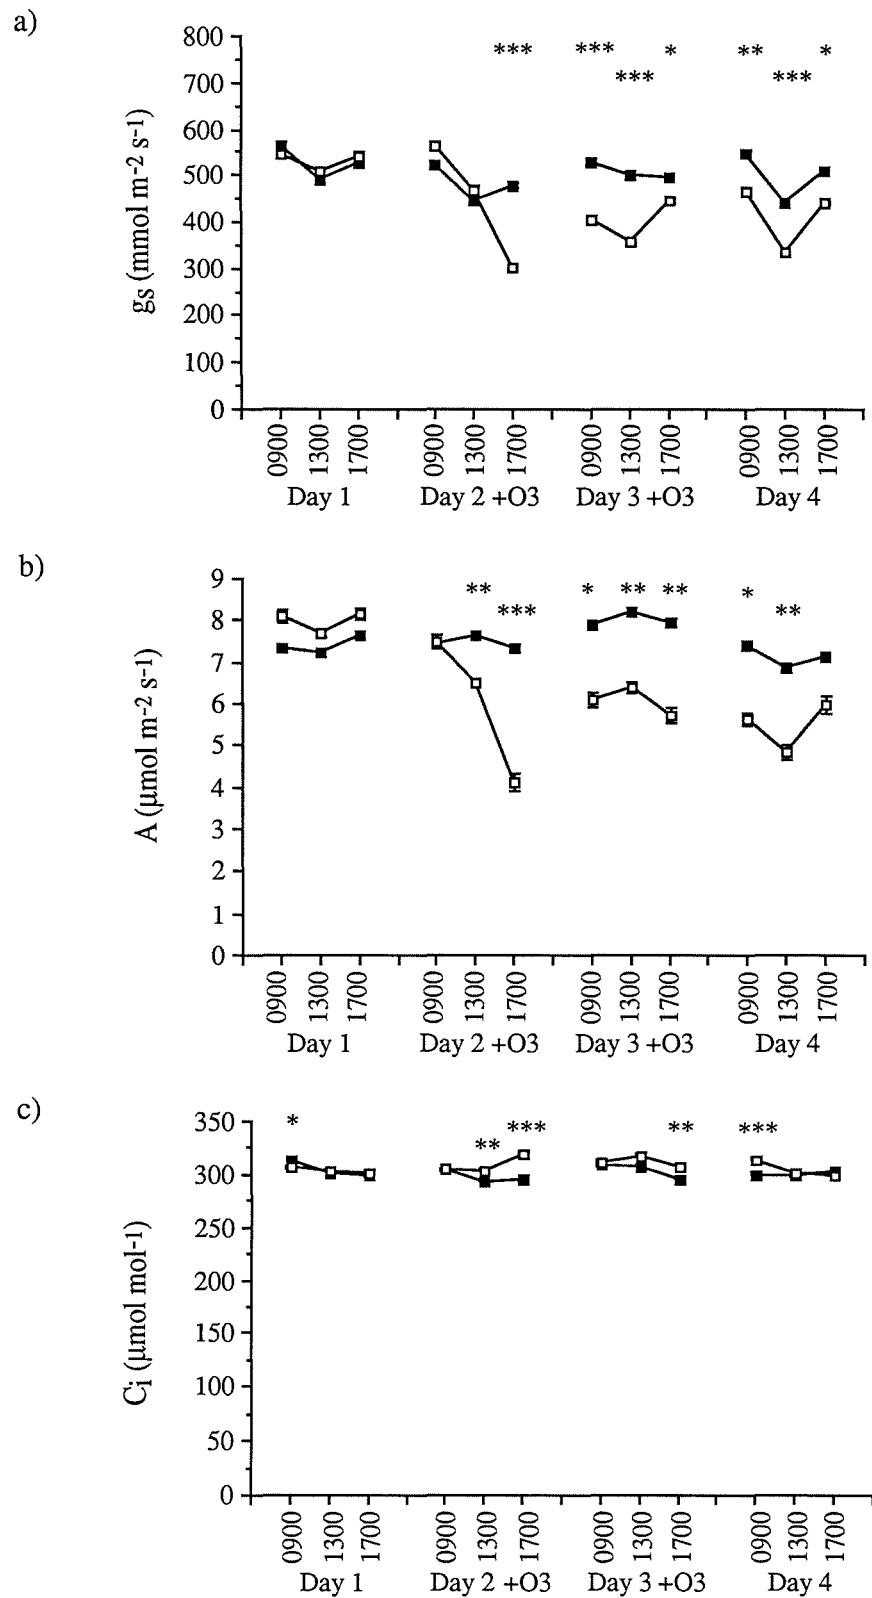 a)
800
*** *** * ** *
700
*** ***
600
500
400
300
200
100
0
gs (mmol m-2 s-1)
0900 1300 1700 0900 1300 1700 0900 1300 1700 0900 1300 1700
Day 1 Day 2 +O3 Day 3 +O3 Day 4
b)
9
** * ** ** *
8
*** **
7
6
5
4
3
2
1
0
A (μmol m-2 s-1)
0900 1300 1700 0900 1300 1700 0900 1300 1700 0900 1300 1700
Day 1 Day 2 +O3 Day 3 +O3 Day 4
c)
350
* *** ** ***
**
300
250
200
150
100
50
0
Ci (μmol mol-1)
0900 1300 1700 0900 1300 1700 0900 1300 1700 0900 1300 1700
Day 1 Day 2 +O3 Day 3 +O3 Day 4